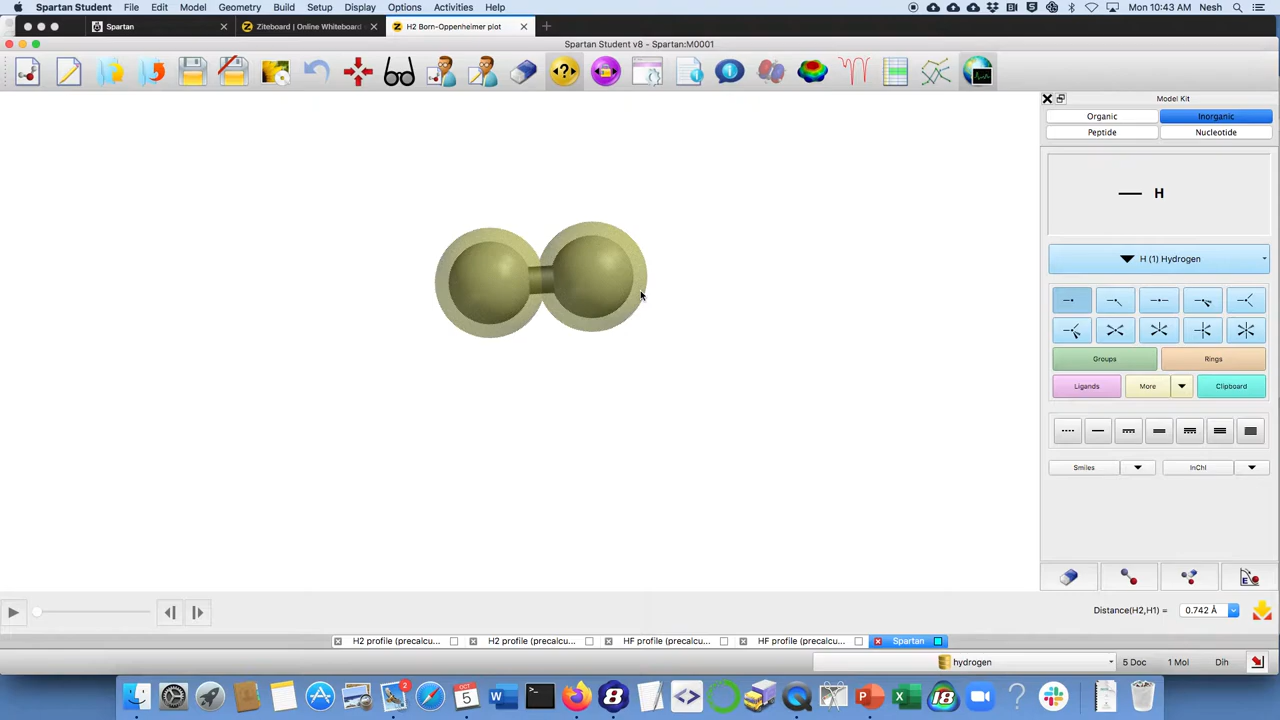 Spartan Student File Edit Model Geometry Build Setup Display Options Activities Help Mon 10:43 AM Nesh
Spartan Ziteboard | Online Whiteboard H2 Born-Oppenheimer plot
Spartan Student v8 - Spartan:M0001
Model Kit
Organic Inorganic
Peptide Nucleotide
H
H (1) Hydrogen
Groups Rings
Ligands More Clipboard
Smiles InChI
Distance(H2,H1) = 0.742 Å
H2 profile (precalcu... H2 profile (precalcu... HF profile (precalcu... HF profile (precalcu... Spartan
hydrogen 5 Doc 1 Mol Dih
2 OCT 5